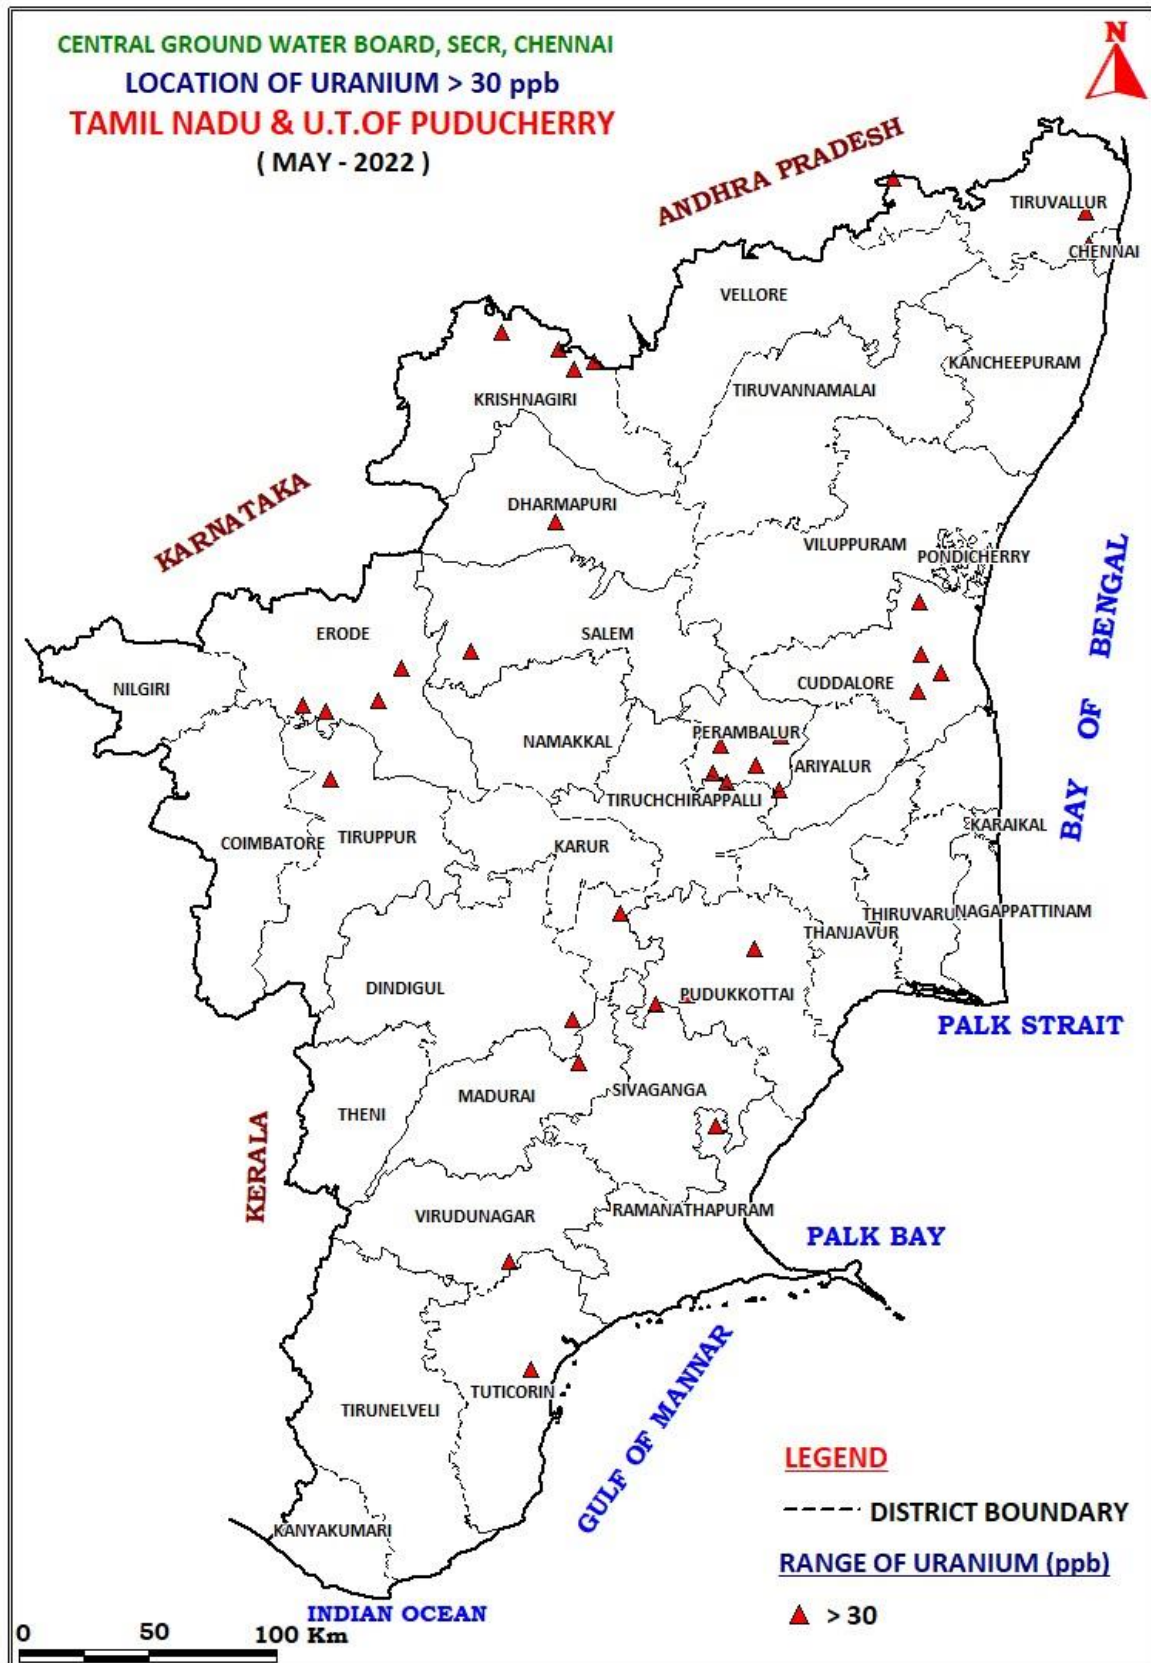 CENTRAL GROUND WATER BOARD, SECR, CHENNAI
LOCATION OF URANIUM > 30 ppb
TAMIL NADU & U.T.OF PUDUCHERRY
( MAY - 2022 )
N
ANDHRA PRADESH
TIRUVALLUR
CHENNAI
VELLORE
KANCHEEPURAM
TIRUVANNAMALAI
KRISHNAGIRI
KARNATAKA
DHARMAPURI
VILUPPURAM
PONDICHERRY
BAY OF BENGAL
ERODE
SALEM
NILGIRI
CUDDALORE
NAMAKKAL
PERAMBALUR
ARIYALUR
TIRUCHCHIRAPPALLI
COIMBATORE
TIRUPPUR
KARUR
KARAIKAL
THIRUVARU
NAGAPPATTINAM
THANJAVUR
DINDIGUL
PUDUKKOTTAI
PALK STRAIT
MADURAI
SIVAGANGA
THENI
KERALA
VIRUDUNAGAR
RAMANATHAPURAM
PALK BAY
TUTICORIN
TIRUNELVELI
GULF OF MANNAR
KANYAKUMARI
INDIAN OCEAN
LEGEND
DISTRICT BOUNDARY
RANGE OF URANIUM (ppb)
> 30
0 50 100 Km